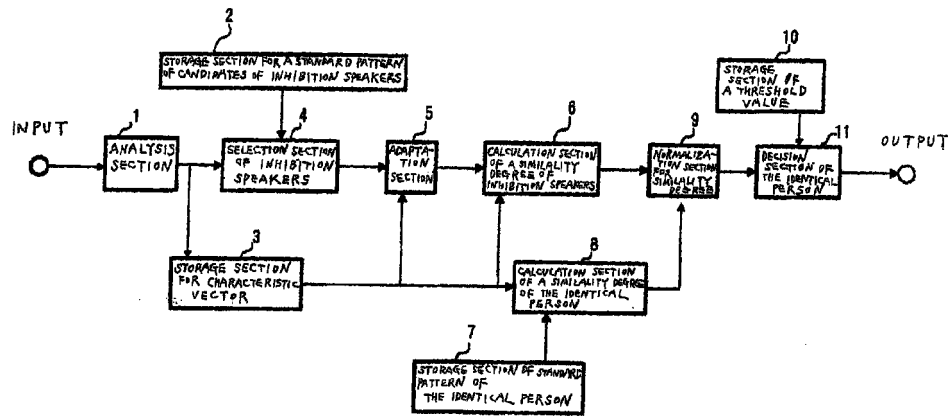 2
STORAGE SECTION FOR A STANDARD PATTERN
OF CANDIDATES OF INHIBITION SPEAKERS
10
STORAGE
SECTION OF
A THRESHOLD
VALUE
INPUT
1
ANALYSIS
SECTION
4
SELECTION SECTION
OF INHIBITION
SPEAKERS
5
ADAPTA-
TION
SECTION
6
CALCULATION SECTION
OF A SIMILALITY
DEGREE OF
INHIBITION SPEAKERS
9
NORMALIZA-
TION SECTION
FOR SIMILALITY
DEGREE
11
DECISION
SECTION OF
THE IDENTICAL
PERSON
OUTPUT
3
STORAGE SECTION
FOR CHARACTERISTIC
VECTOR
8
CALCULATION SECTION
OF A SIMILALITY DEGREE
OF THE IDENTICAL
PERSON
7
STORAGE SECTION OF STANDARD
PATTERN OF
THE IDENTICAL PERSON